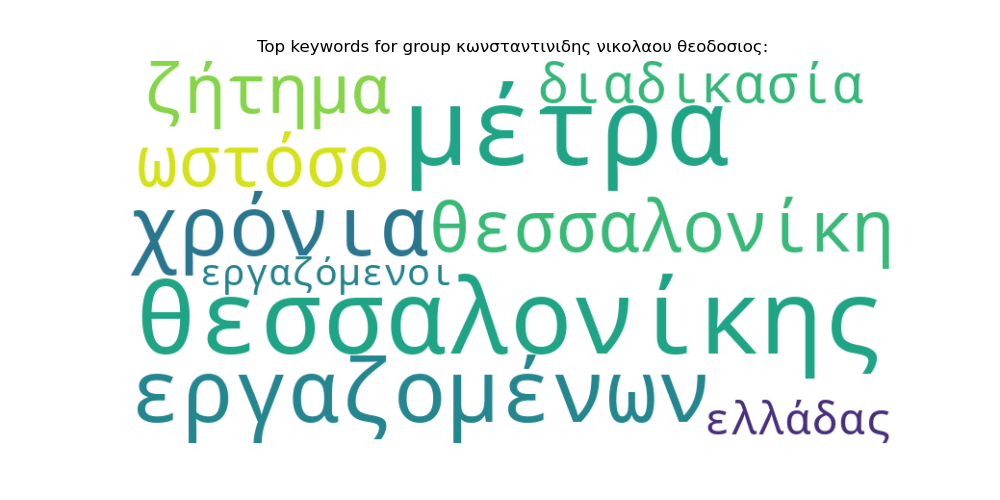 Top keywords for group κωνσταντινιδης νικολαου θεοδοσιος:
ζήτημα
διαδικασία
μέτρα
ωστόσο
χρόνια
θεσσαλονίκη
εργαζόμενοι
θεσσαλονίκης
εργαζομένων
ελλάδας